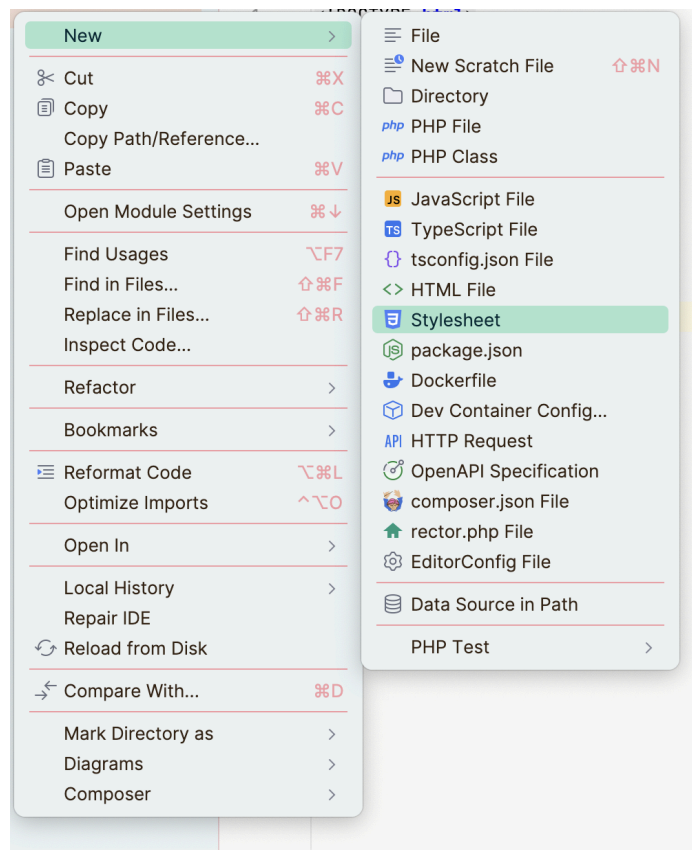 New
Cut ⌘X
Copy ⌘C
Copy Path/Reference...
Paste ⌘V
Open Module Settings ⌘↓
Find Usages ⌥F7
Find in Files... ⇧⌘F
Replace in Files... ⇧⌘R
Inspect Code...
Refactor
Bookmarks
Reformat Code ⌥⌘L
Optimize Imports ^⌥O
Open In
Local History
Repair IDE
Reload from Disk
Compare With... ⌘D
Mark Directory as
Diagrams
Composer
File
New Scratch File ⇧⌘N
Directory
php PHP File
php PHP Class
JS JavaScript File
TS TypeScript File
{} tsconfig.json File
<> HTML File
Stylesheet
JS package.json
Dockerfile
Dev Container Config...
API HTTP Request
OpenAPI Specification
composer.json File
rector.php File
EditorConfig File
Data Source in Path
PHP Test